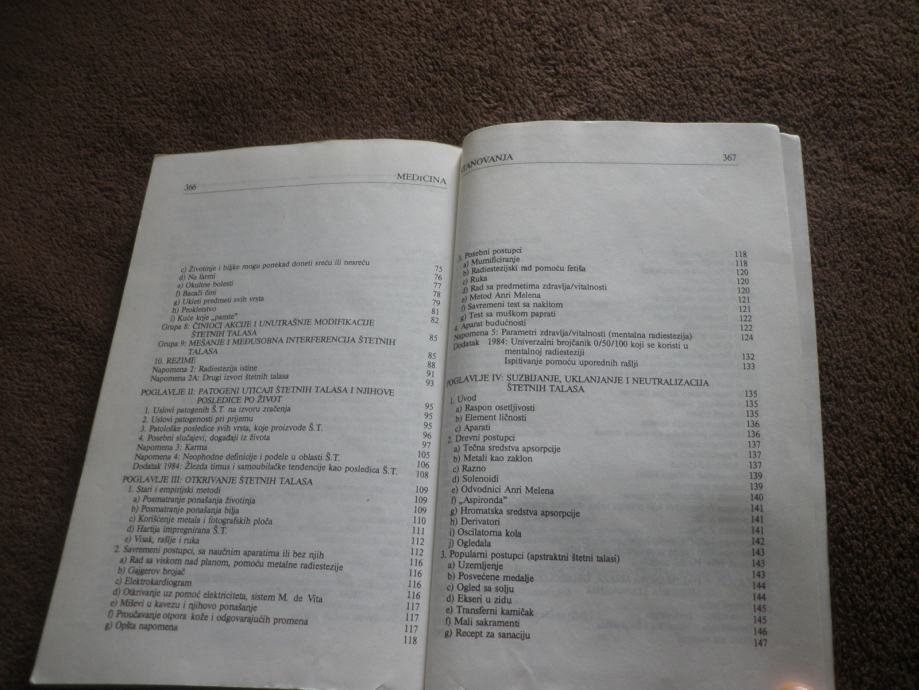 366 MEDICINA
c) Životinje i biljke mogu ponekad doneti sreću ili nesreću 75
d) Na farmi 76
e) Okultne bolesti 77
f) Bacači čini 78
g) Ukleti predmeti svih vrsta 79
h) Prokletstvo 81
i) Kuće koje „pamte" 82
Grupa 8: ČINIOCI AKCIJE I UNUTRAŠNJE MODIFIKACIJE
ŠTETNIH TALASA 85
Grupa 9: MEŠANJE I MEĐUSOBNA INTERFERENCIJA ŠTETNIH
TALASA 85
10. REZIME 88
Napomena 2: Radiestezija istine 91
Napomena 2A: Drugi izvori štetnih talasa 93
POGLAVLJE II: PATOGENI UTICAJI ŠTETNIH TALASA I NJIHOVE
POSLEDICE PO ŽIVOT 95
1. Uslovi patogenih Š.T. na izvoru zračenja 95
2. Uslovi patogenosti pri prijemu 95
3. Patološke posledice svih vrsta, koje proizvode Š.T. 96
4. Posebni slučajevi; događaji iz života 97
Napomena 3: Karma 105
Napomena 4: Neophodne definicije i podele u oblasti Š.T. 106
Dodatak 1984: Žlezda timus i samoubilačke tendencije kao posledica Š.T. 108
POGLAVLJE III: OTKRIVANJE ŠTETNIH TALASA 109
1. Stari i empirijski metodi 109
a) Posmatranje ponašanja životinja 109
b) Posmatranje ponašanja bilja 110
c) Korišćenje metala i fotografskih ploča 111
d) Hartija impregnirana Š.T. 112
e) Visak, rašlje i ruka 112
2. Savremeni postupci, sa naučnim aparatima ili bez njih 116
a) Rad sa viskom nad planom, pomoću metalne radiestezije 116
b) Gajgerov brojač 116
c) Elektrokardiogram 116
d) Otkrivanje uz pomoć elektriciteta, sistem M. de Vita 117
e) Miševi u kavezu i njihovo ponašanje 117
f) Proučavanje otpora kože i odgovarajućih promena 117
g) Opšta napomena 118
STANOVANJA 367
3. Posebni postupci 118
a) Mumificiranje 118
b) Radiestezijski rad pomoću fetiša 120
c) Ruka 120
d) Rad sa predmetima zdravlja/vitalnosti 120
e) Metod Anri Melena 121
f) Savremeni test sa nakitom 121
g) Test sa muškom paprati 122
4. Aparat budućnosti 122
Napomena 5: Parametri zdravlja/vitalnosti (mentalna radiestezija) 124
Dodatak 1984: Univerzalni brojčanik 0/50/100 koji se koristi u
mentalnoj radiesteziji 132
Ispitivanje pomoću uporednih rašlji 133
POGLAVLJE IV: SUZBIJANJE, UKLANJANJE I NEUTRALIZACIJA
ŠTETNIH TALASA 135
1. Uvod 135
a) Raspon osetljivosti 135
b) Element ličnosti 136
c) Aparati 136
2. Drevni postupci 137
a) Tečna sredstva apsorpcije 137
b) Metali kao zaklon 137
c) Razno 139
d) Solenoidi 139
e) Odvodnici Anri Melena 139
f) „Aspironda" 140
g) Hromatska sredstva apsorpcije 141
h) Derivatori 141
i) Oscilatorna kola 142
j) Ogledala 142
3. Popularni postupci (apstraktni štetni talasi) 143
a) Uzemljenje 143
b) Posvećene medalje 143
c) Ogled sa solju 144
d) Ekseri u zidu 144
e) Transferni kamičak 145
f) Mali sakramenti 145
g) Recept za sanaciju 146
147